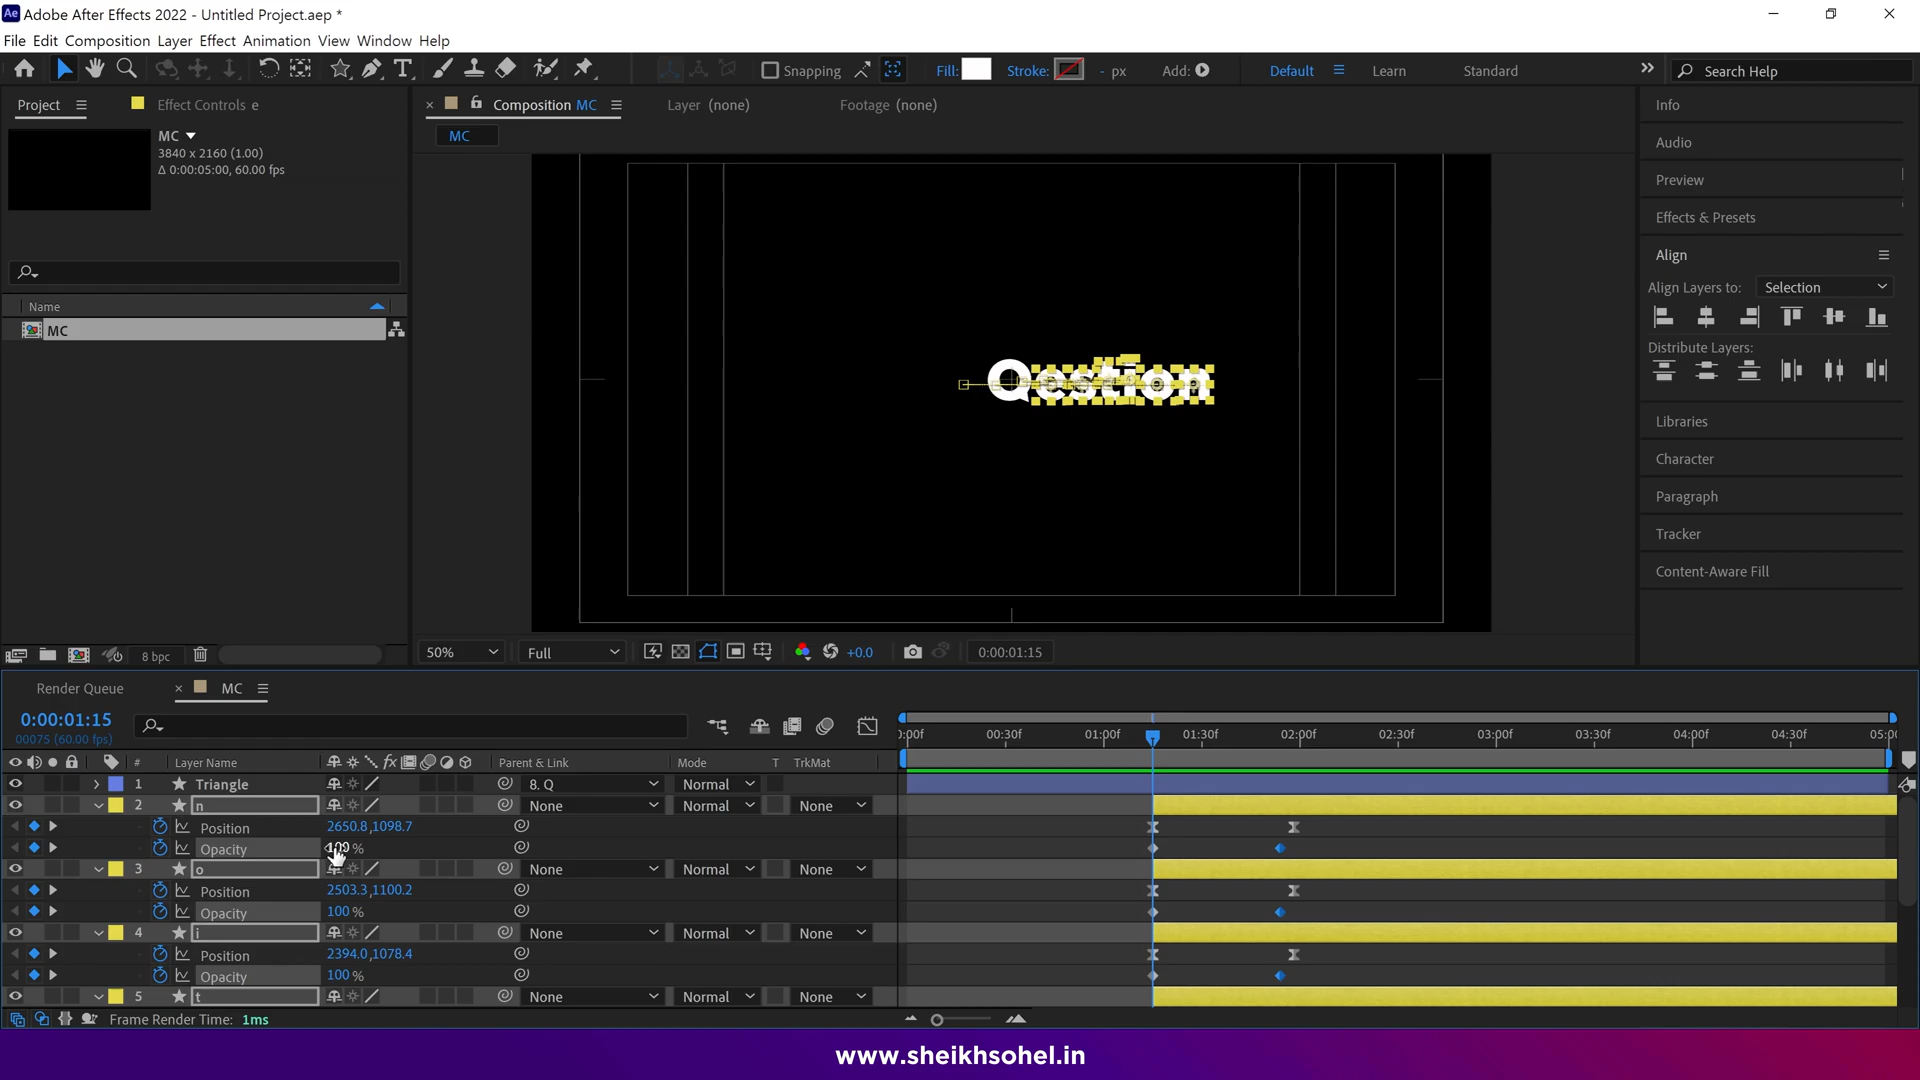 Ae Adobe After Effects 2022 - Untitled Project.aep *
File Edit Composition Layer Effect Animation View Window Help
Snapping Fill: Stroke: - px Add: Default Learn Standard Search Help
Project Effect Controls e Composition MC Layer (none) Footage (none) Info
MC MC
3840 x 2160 (1.00)
Δ 0:00:05:00, 60.00 fps
Audio
Preview
Effects & Presets
Align
Align Layers to: Selection
Name
MC
Distribute Layers:
Qestion
Libraries
Character
Paragraph
Tracker
Content-Aware Fill
8 bpc 50% Full +0.0 0:00:01:15
Render Queue MC
0:00:01:15
00075 (60.00 fps)
:00f 00:30f 01:00f 01:30f 02:00f 02:30f 03:00f 03:30f 04:00f 04:30f 05:00
# Layer Name fx Parent & Link Mode T TrkMat
1 Triangle 8. Q Normal
2 n None Normal None
Position 2650.8,1098.7
Opacity 100 %
3 o None Normal None
Position 2503.3,1100.2
Opacity 100 %
4 i None Normal None
Position 2394.0,1078.4
Opacity 100 %
5 t None Normal None
Frame Render Time: 1ms
www.sheikhsohel.in